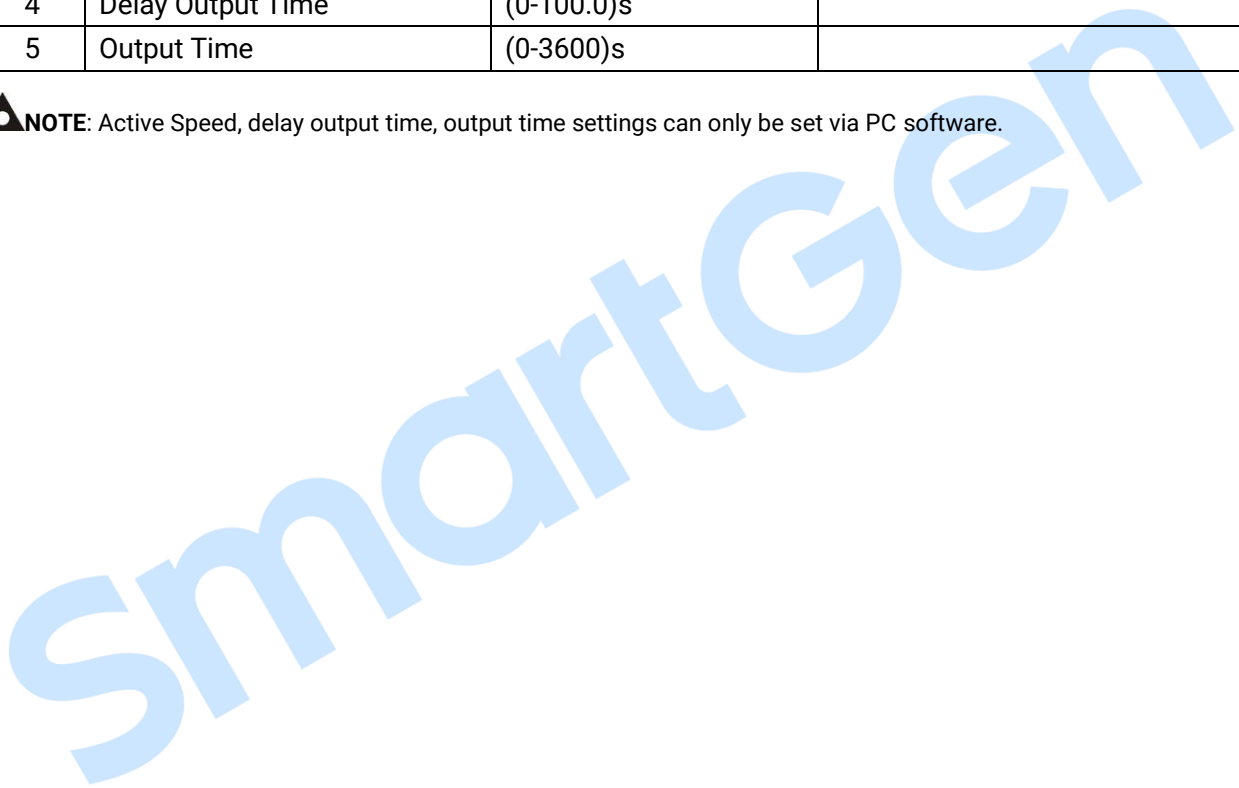 4 Delay Output Time (0-100.0)s
5 Output Time (0-3600)s
NOTE: Active Speed, delay output time, output time settings can only be set via PC software.
SmartGen